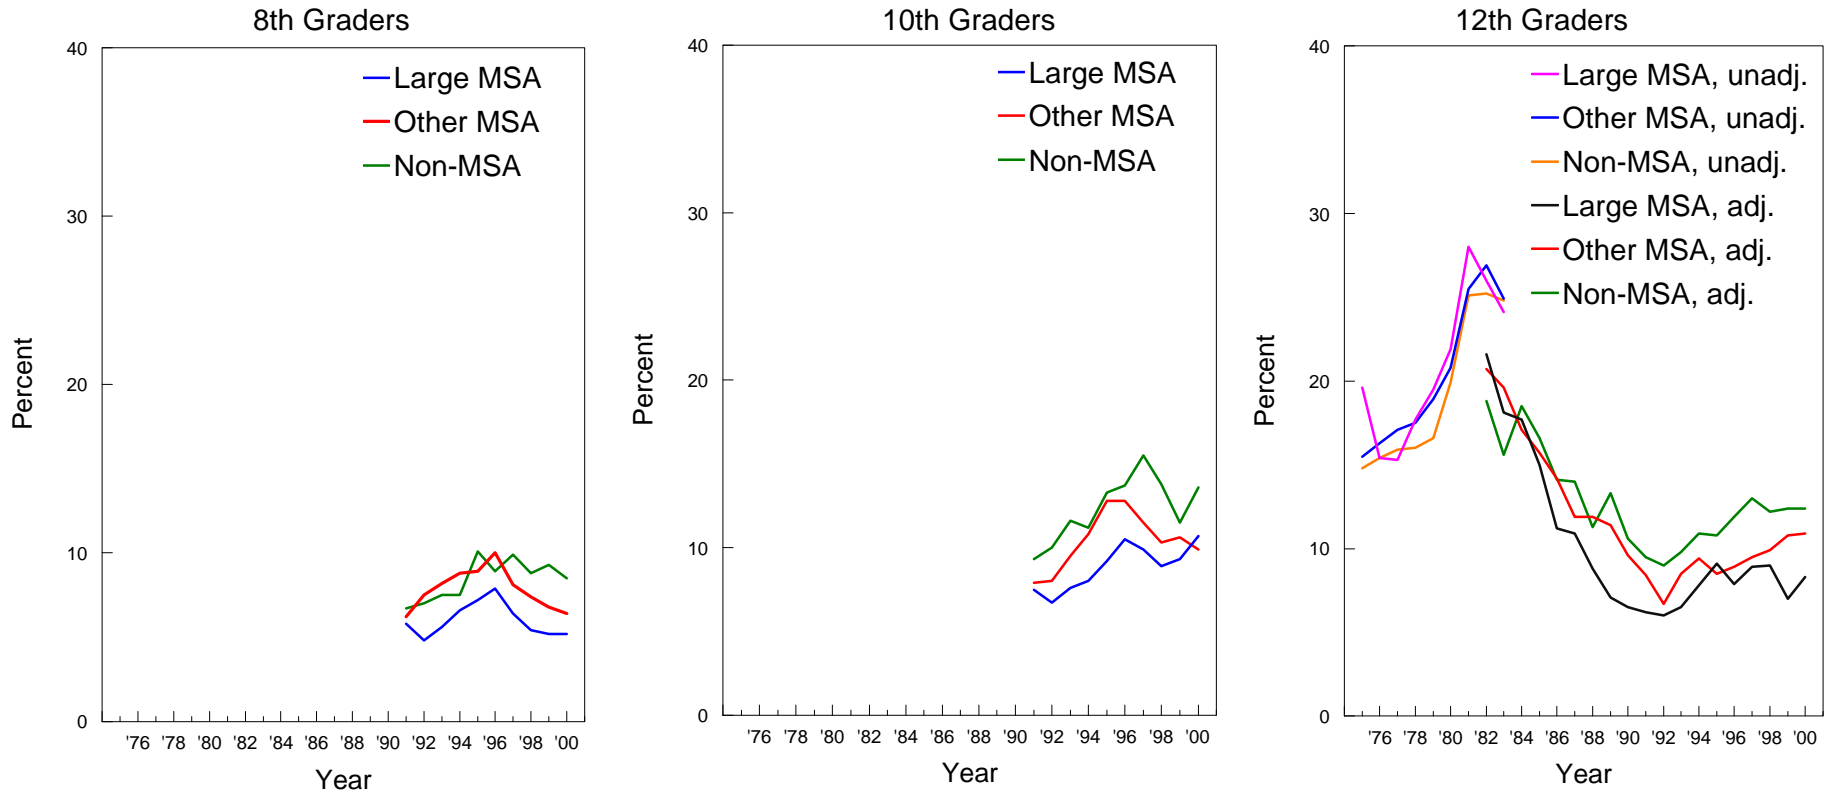 8th Graders
40
30
20
10
0
Percent
Large MSA
Other MSA
Non-MSA
'76 '78 '80 '82 '84 '86 '88 '90 '92 '94 '96 '98 '00
Year
10th Graders
40
30
20
10
0
Percent
Large MSA
Other MSA
Non-MSA
'76 '78 '80 '82 '84 '86 '88 '90 '92 '94 '96 '98 '00
Year
12th Graders
40
30
20
10
0
Percent
Large MSA, unadj.
Other MSA, unadj.
Non-MSA, unadj.
Large MSA, adj.
Other MSA, adj.
Non-MSA, adj.
'76 '78 '80 '82 '84 '86 '88 '90 '92 '94 '96 '98 '00
Year